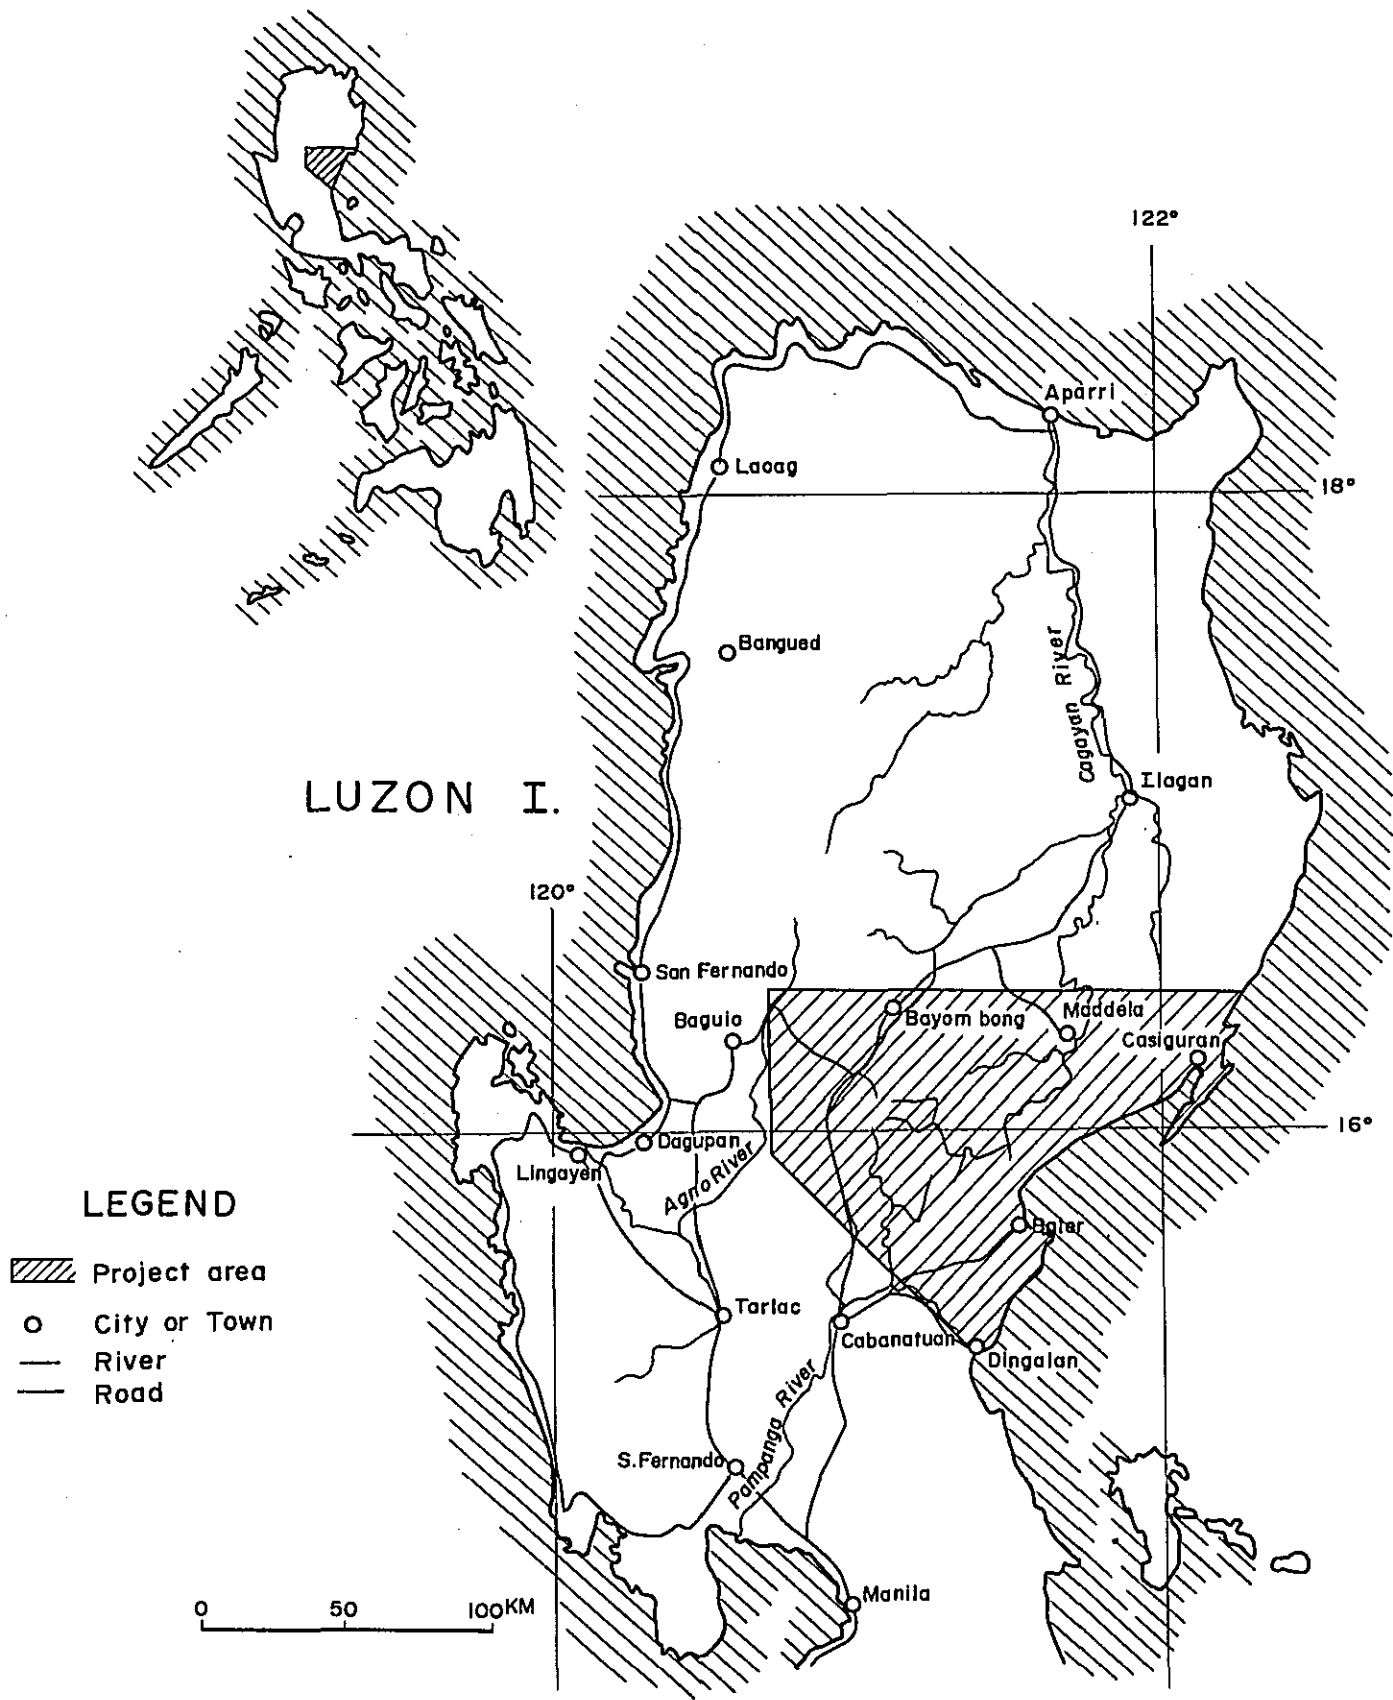 122°
Aparri
Laoag
18°
Bangued
Cagayan River
LUZON I.
Ilagan
120°
San Fernando
Baguio
Bayom bong
Maddela
Casiguran
16°
Dagupan
Lingayen
Agno River
LEGEND
Baler
Project area
City or Town
River
Road
Tarlac
Cabanatuan
Dingalan
Pampanga River
S. Fernando
Manila
0 50 100KM